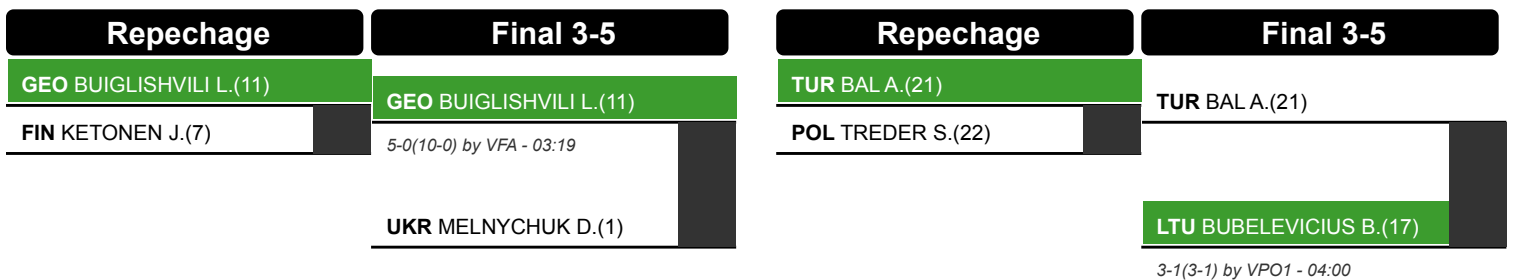 Repechage
Final 3-5
GEO BUIGLISHVILI L.(11)
FIN KETONEN J.(7)
GEO BUIGLISHVILI L.(11)
5-0(10-0) by VFA - 03:19
UKR MELNYCHUK D.(1)
Repechage
Final 3-5
TUR BAL A.(21)
POL TREDER S.(22)
TUR BAL A.(21)
LTU BUBELEVICIUS B.(17)
3-1(3-1) by VPO1 - 04:00